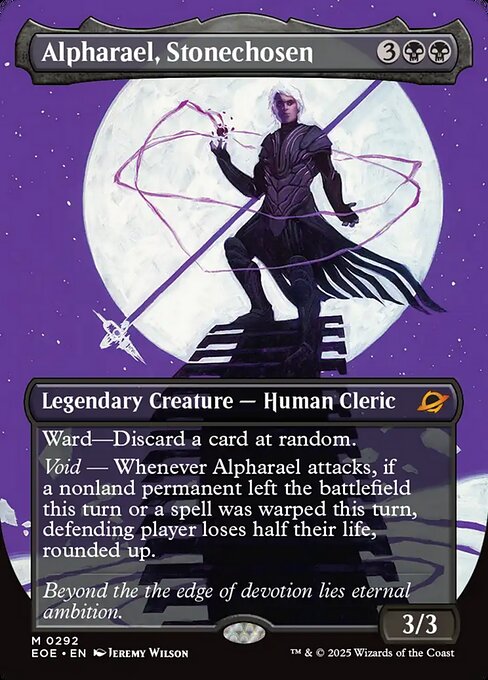 Alpharael, Stonechosen 3
Legendary Creature — Human Cleric
Ward—Discard a card at random.
Void — Whenever Alpharael attacks, if
a nonland permanent left the battlefield
this turn or a spell was warped this turn,
defending player loses half their life,
rounded up.
Beyond the the edge of devotion lies eternal
ambition.
3/3
M 0292
EOE • EN Jeremy Wilson
™ & © 2025 Wizards of the Coast